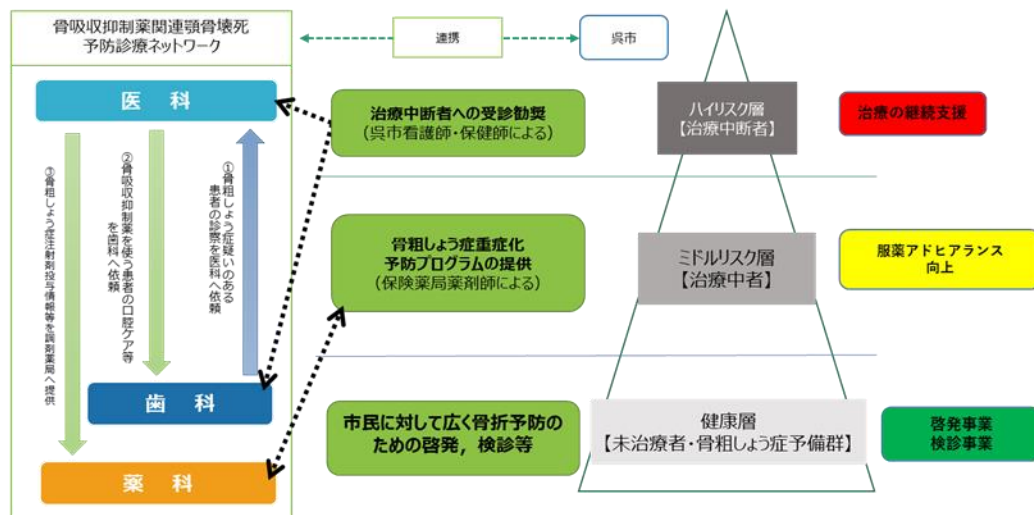 骨吸収抑制薬関連顎骨壊死
予防診療ネットワーク
連携
呉市
医 科
③骨粗しょう症注射剤投与情報等を調剤薬局へ提供
②骨吸収抑制薬を使う患者の口腔ケア等
を歯科へ依頼
①骨粗しょう症疑いのある
患者の診察を医科へ依頼
歯 科
薬 科
治療中断者への受診勧奨
(呉市看護師・保健師による)
ハイリスク層
【治療中断者】
治療の継続支援
骨粗しょう症重症化
予防プログラムの提供
(保険薬局薬剤師による)
ミドルリスク層
【治療中者】
服薬アドヒアランス
向上
市民に対して広く骨折予防の
ための啓発，検診等
健康層
【未治療者・骨粗しょう症予備群】
啓発事業
検診事業